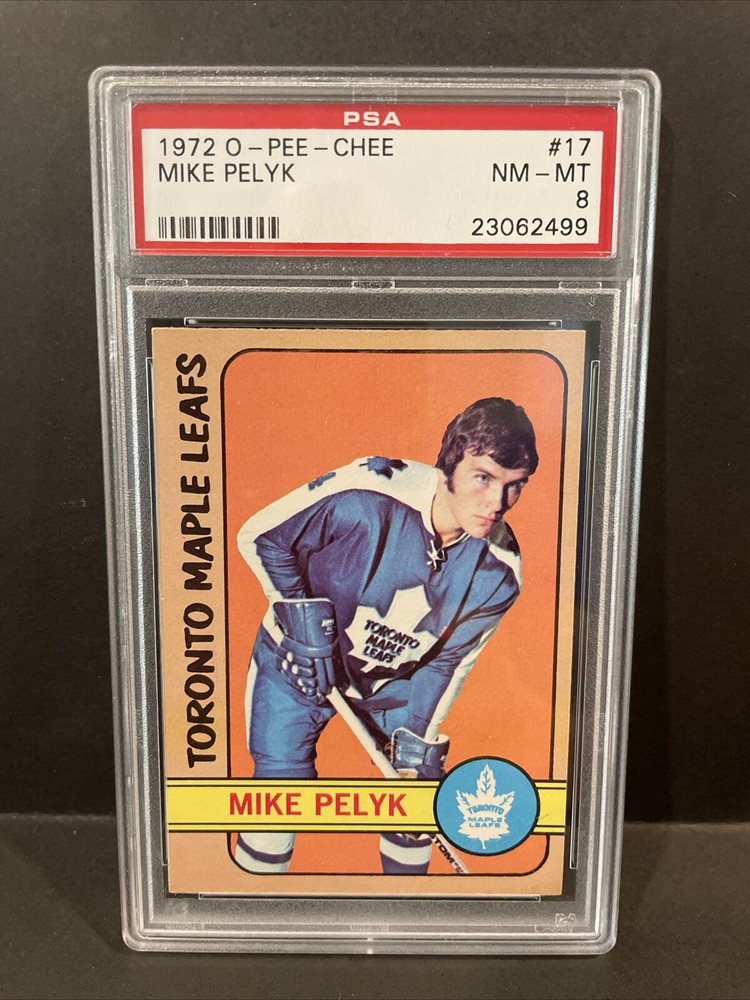 PSA
1972 O-PEE-CHEE #17
MIKE PELYK NM-MT
8
23062499
TORONTO MAPLE LEAFS
TORONTO
MAPLE
LEAFS
MIKE PELYK
TORONTO
MAPLE
LEAFS